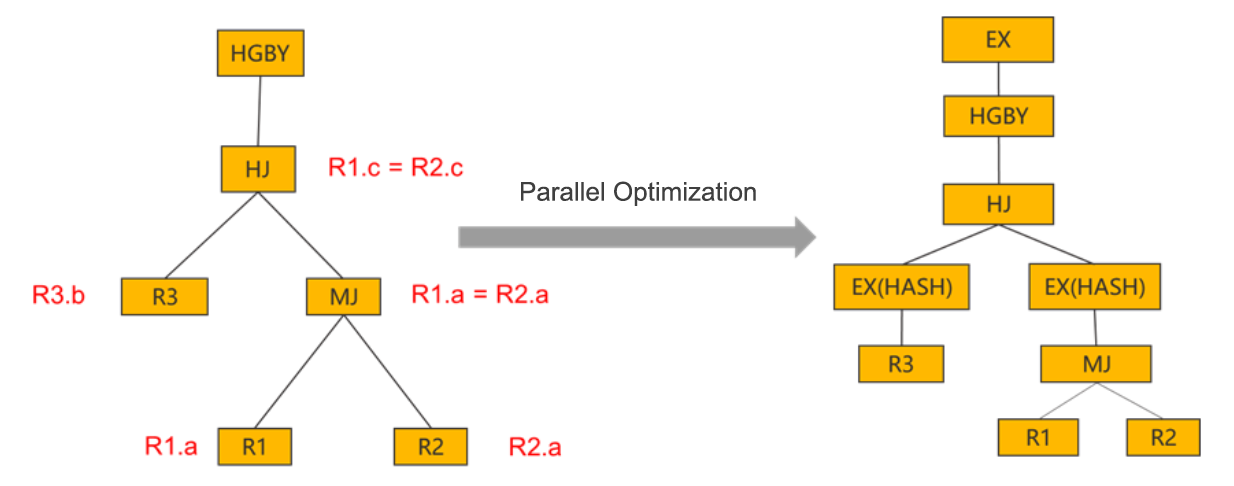 HGBY
HJ
R1.c = R2.c
R3.b
R3
MJ
R1.a = R2.a
R1.a
R1
R2
R2.a
Parallel Optimization
EX
HGBY
HJ
EX(HASH)
EX(HASH)
R3
MJ
R1
R2